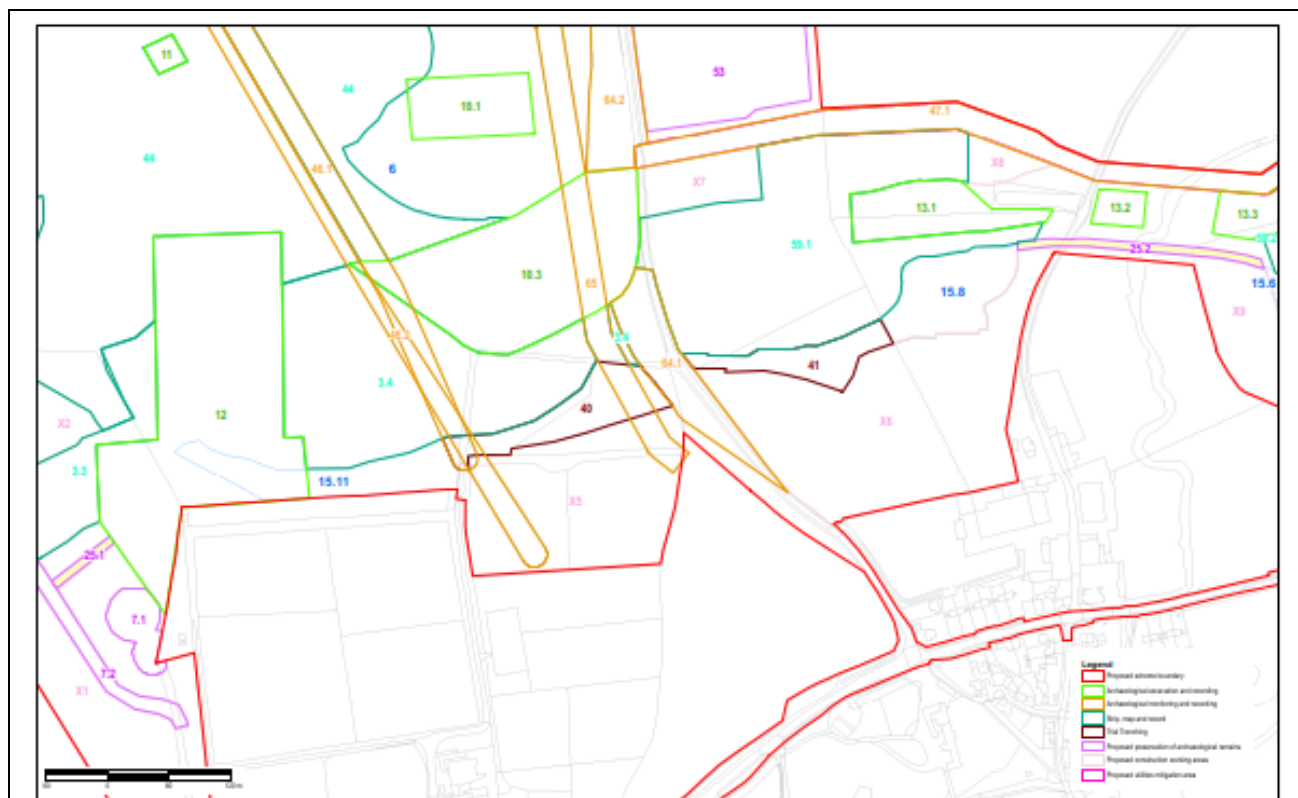 11
44
10.1
64.2
53
47.1
44
46.1
6
X7
X8
13.1
13.2
13.3
59.1
25.2
10.3
65
15.8
15.6
X9
3.4
46.2
3.4
64.1
41
X2
12
40
X6
3.3
15.11
X5
25.1
7.1
7.2
X1
Legend
Proposed scheme boundary
Archaeological excavation and recording
Archaeological monitoring and recording
Strip, map and record
Trial Trenching
Proposed preservation of archaeological remains
Proposed construction working areas
Proposed utilities mitigation area
0